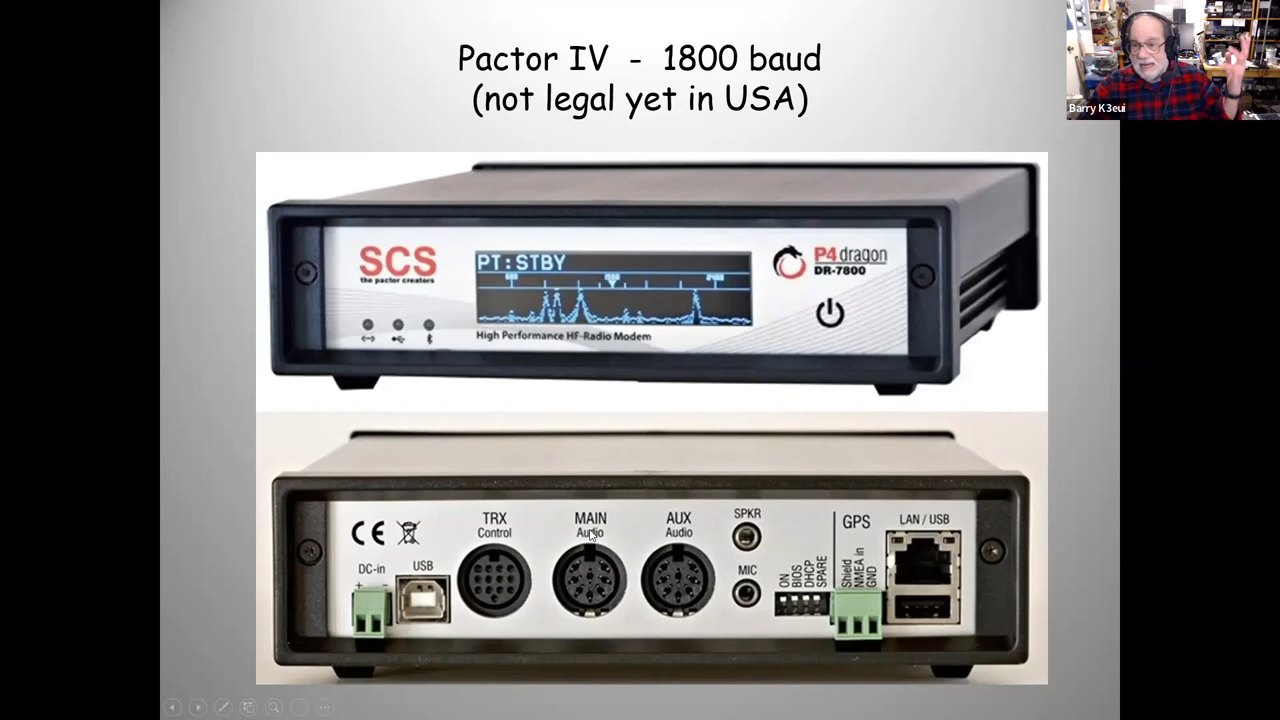 Pactor IV - 1800 baud
(not legal yet in USA)
Barry K3eui
SCS
the pactor creators
PT:STBY
High Performance HF-Radio Modem
P4dragon
DR-7800
CE
DC-in
+ -
USB
TRX
Control
MAIN
Audio
AUX
Audio
SPKR
MIC
ON
BIOS
DHCP
SPARE
GPS
Shield
NMEA in
GND
LAN / USB